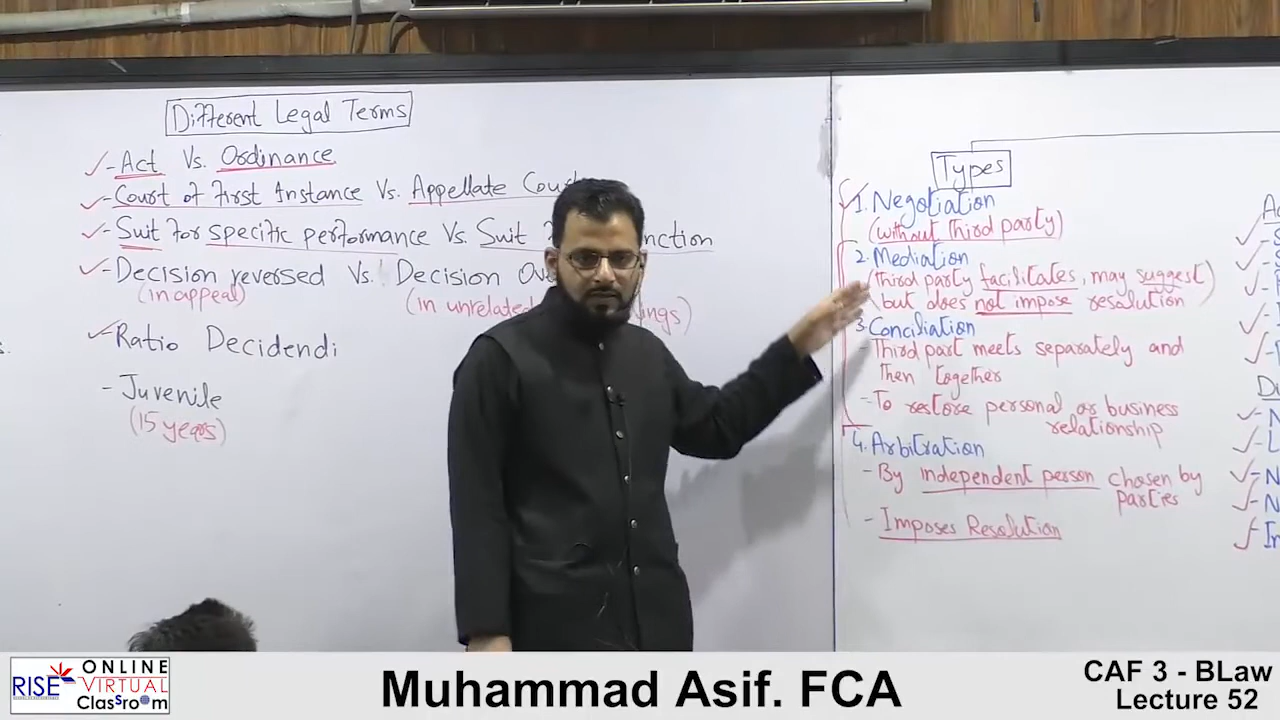 Different Legal Terms
- Act Vs. Ordinance
- Court of First Instance Vs. Appellate
- Suit for specific performance Vs. Suit
- Decision reversed Vs. Decision
(in appeal) (in unrelated
Ratio Decidendi
- Juvenile
(15 years)
Types
1. Negotiation
(without third party)
2. Mediation
(third party facilitates, may suggest)
but does not impose resolution
3. Conciliation
- Third part meets separately and
then together
- To restore personal or business
relationship
4. Arbitration
- By independent person chosen by
parties
- Imposes Resolution
RISE ONLINE
VIRTUAL
ClassrOOm
Muhammad Asif. FCA
CAF 3 - BLaw
Lecture 52